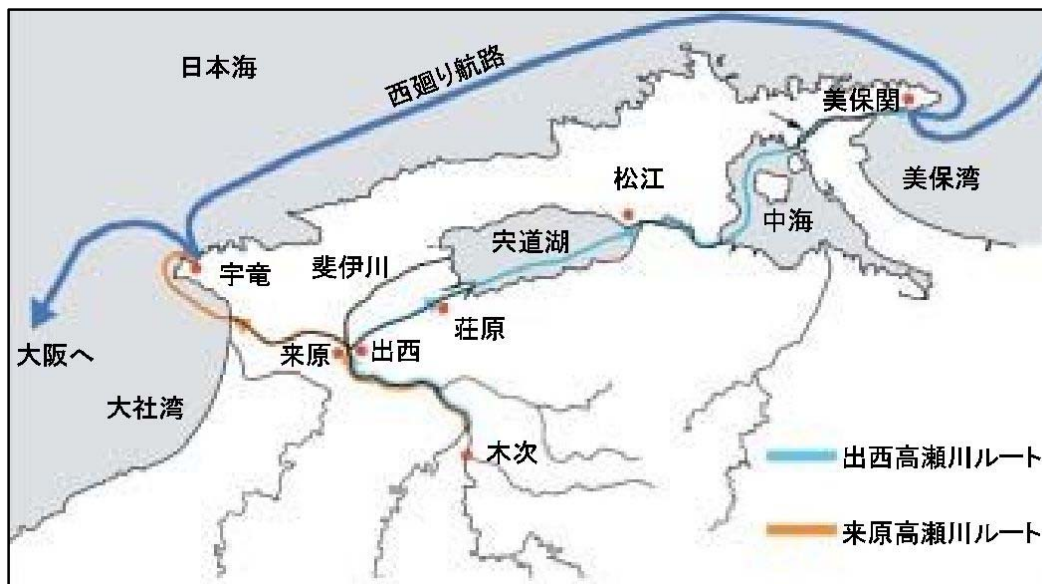 日本海
西廻り航路
美保関
美保湾
松江
中海
宍道湖
宇竜
斐伊川
荘原
大阪へ
来原
出西
大社湾
木次
出西高瀬川ルート
来原高瀬川ルート